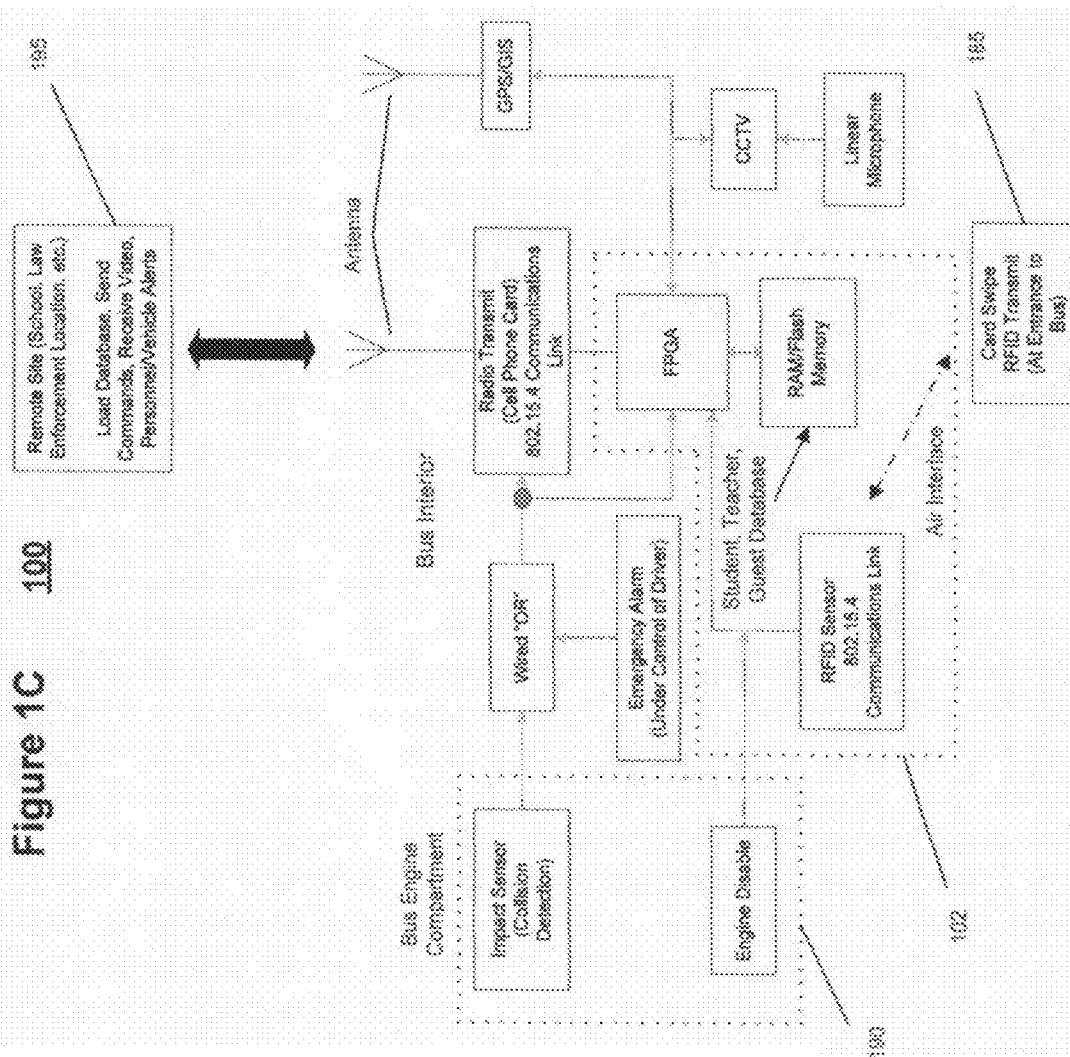 Figure 1C
100
Remote Site (School, Law
Enforcement Location, etc.)
Load Database, Send
Commands, Receive Video,
Personnel/Vehicle Alerts
195
Antenna
Bus Interior
Bus Engine
Compartment
Impact Sensor
(Collision
Detection)
Wired "OR"
Radio Transmit
(Cell Phone Card)
802.15.4 Communications
Link
GPS/GIS
Emergency Alarm
(Under Control of Driver)
FPGA
CCTV
Engine Disable
Student, Teacher,
Guest Database
RAM/Flash
Memory
Linear
Microphone
RFID Sensor
802.15.4
Communications Link
Air Interface
190
102
Card Swipe
RFID Transmit
(At Entrance to
Bus)